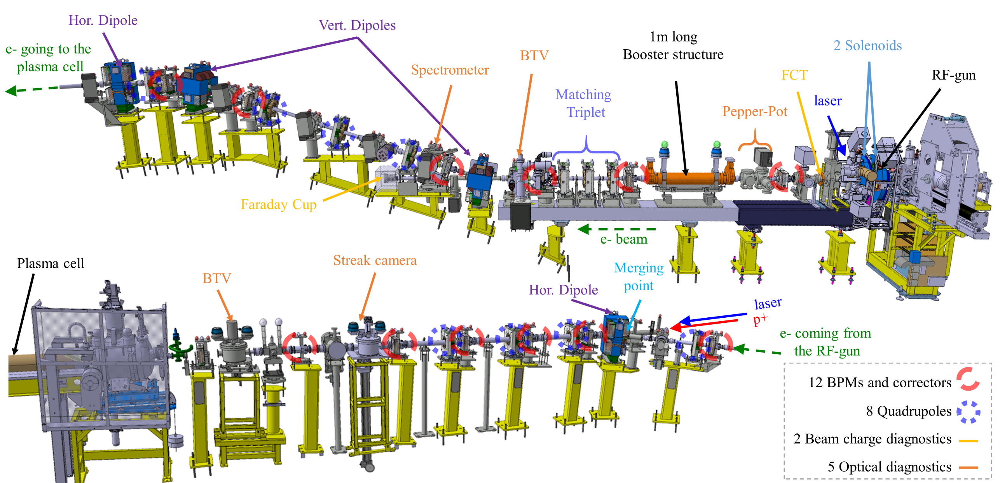 Hor. Dipole
Vert. Dipoles
e- going to the
plasma cell
1m long
Booster structure
2 Solenoids
BTV
Spectrometer
FCT
RF-gun
Matching
Triplet
laser
Pepper-Pot
Faraday Cup
e- beam
Plasma cell
Streak camera
BTV
Merging
point
Hor. Dipole
laser
p+
e- coming from
the RF-gun
12 BPMs and correctors
8 Quadrupoles
2 Beam charge diagnostics
5 Optical diagnostics